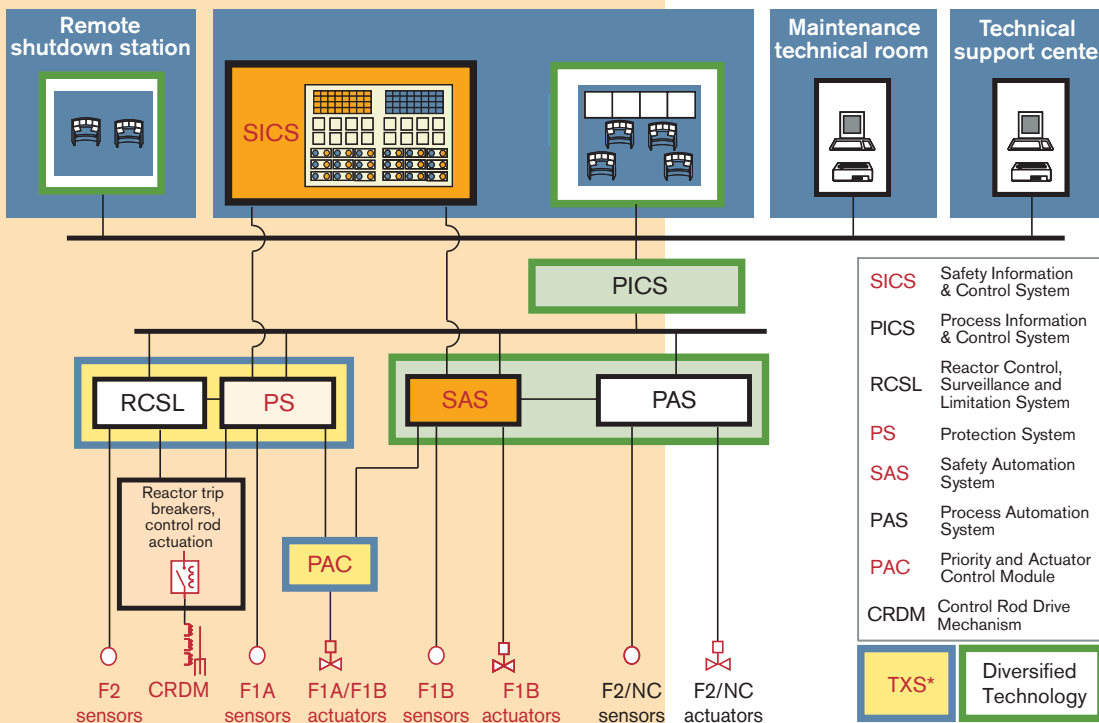 Remote
shutdown station
Maintenance
technical room
Technical
support cente
SICS
PICS
RCSL
PS
SAS
PAS
Reactor trip
breakers,
control rod
actuation
PAC
F2
sensors
CRDM
F1A
sensors
F1A/F1B
actuators
F1B
sensors
F1B
actuators
F2/NC
sensors
F2/NC
actuators
SICS Safety Information
& Control System
PICS Process Information
& Control System
RCSL Reactor Control,
Surveillance and
Limitation System
PS Protection System
SAS Safety Automation
System
PAS Process Automation
System
PAC Priority and Actuator
Control Module
CRDM Control Rod Drive
Mechanism
TXS*
Diversified
Technology